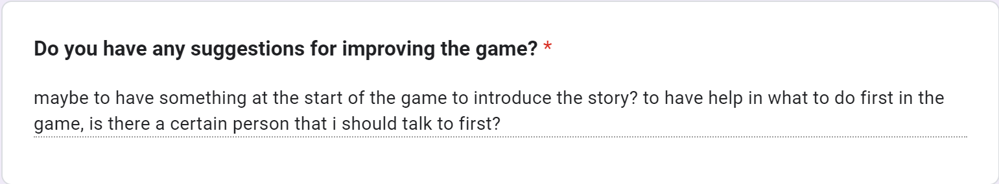 Do you have any suggestions for improving the game? *
maybe to have something at the start of the game to introduce the story? to have help in what to do first in the
game, is there a certain person that i should talk to first?